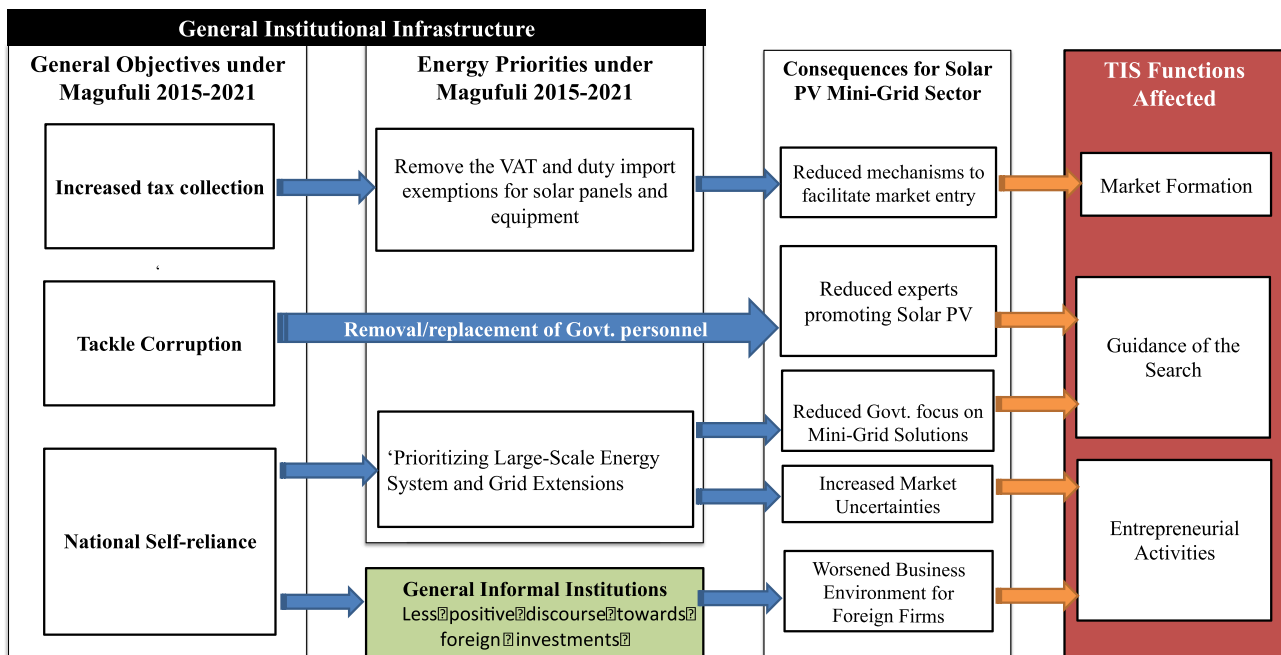 General Institutional Infrastructure
General Objectives under
Magufuli 2015-2021
Increased tax collection
‘
Tackle Corruption
National Self-reliance
Energy Priorities under
Magufuli 2015-2021
Remove the VAT and duty import
exemptions for solar panels and
equipment
Removal/replacement of Govt. personnel
‘Prioritizing Large-Scale Energy
System and Grid Extensions
General Informal Institutions
Less⍰positive⍰discourse⍰towards⍰
foreign⍰investments⍰
Consequences for Solar
PV Mini-Grid Sector
Reduced mechanisms to
facilitate market entry
Reduced experts
promoting Solar PV
Reduced Govt. focus on
Mini-Grid Solutions
Increased Market
Uncertainties
Worsened Business
Environment for
Foreign Firms
TIS Functions
Affected
Market Formation
Guidance of the
Search
Entrepreneurial
Activities